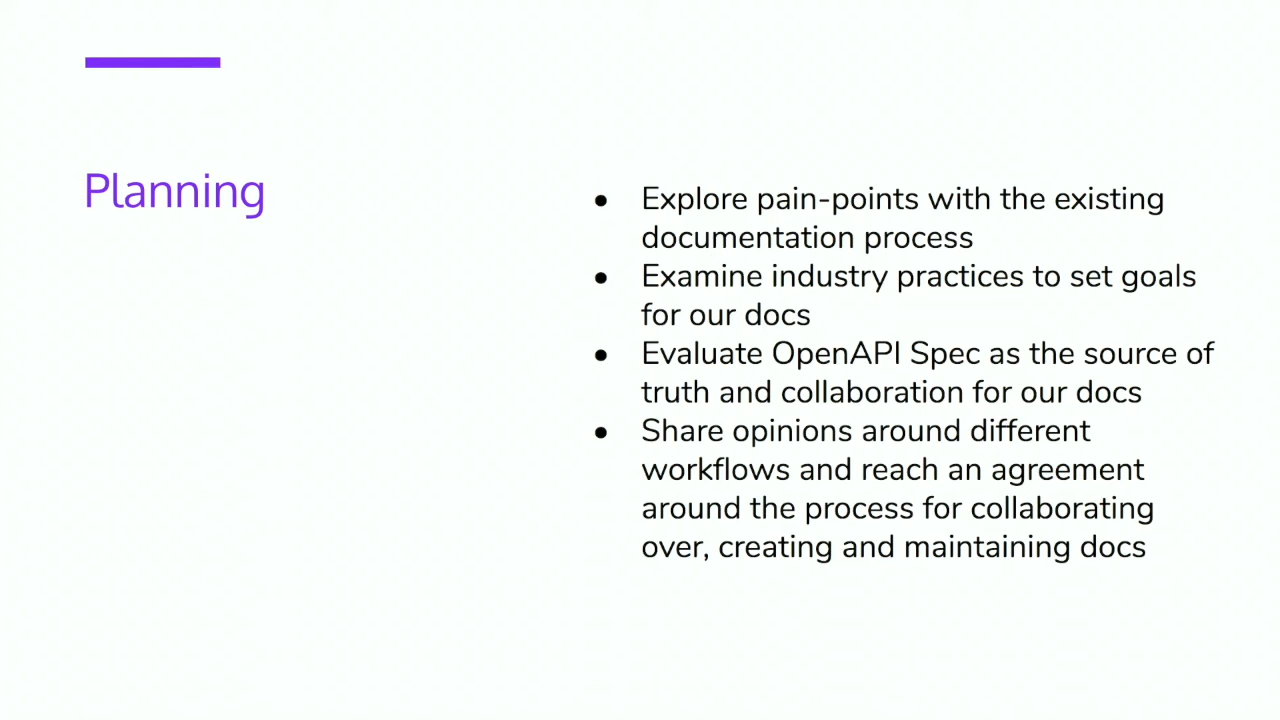 Planning
● Explore pain-points with the existing
documentation process
● Examine industry practices to set goals
for our docs
● Evaluate OpenAPI Spec as the source of
truth and collaboration for our docs
● Share opinions around different
workflows and reach an agreement
around the process for collaborating
over, creating and maintaining docs